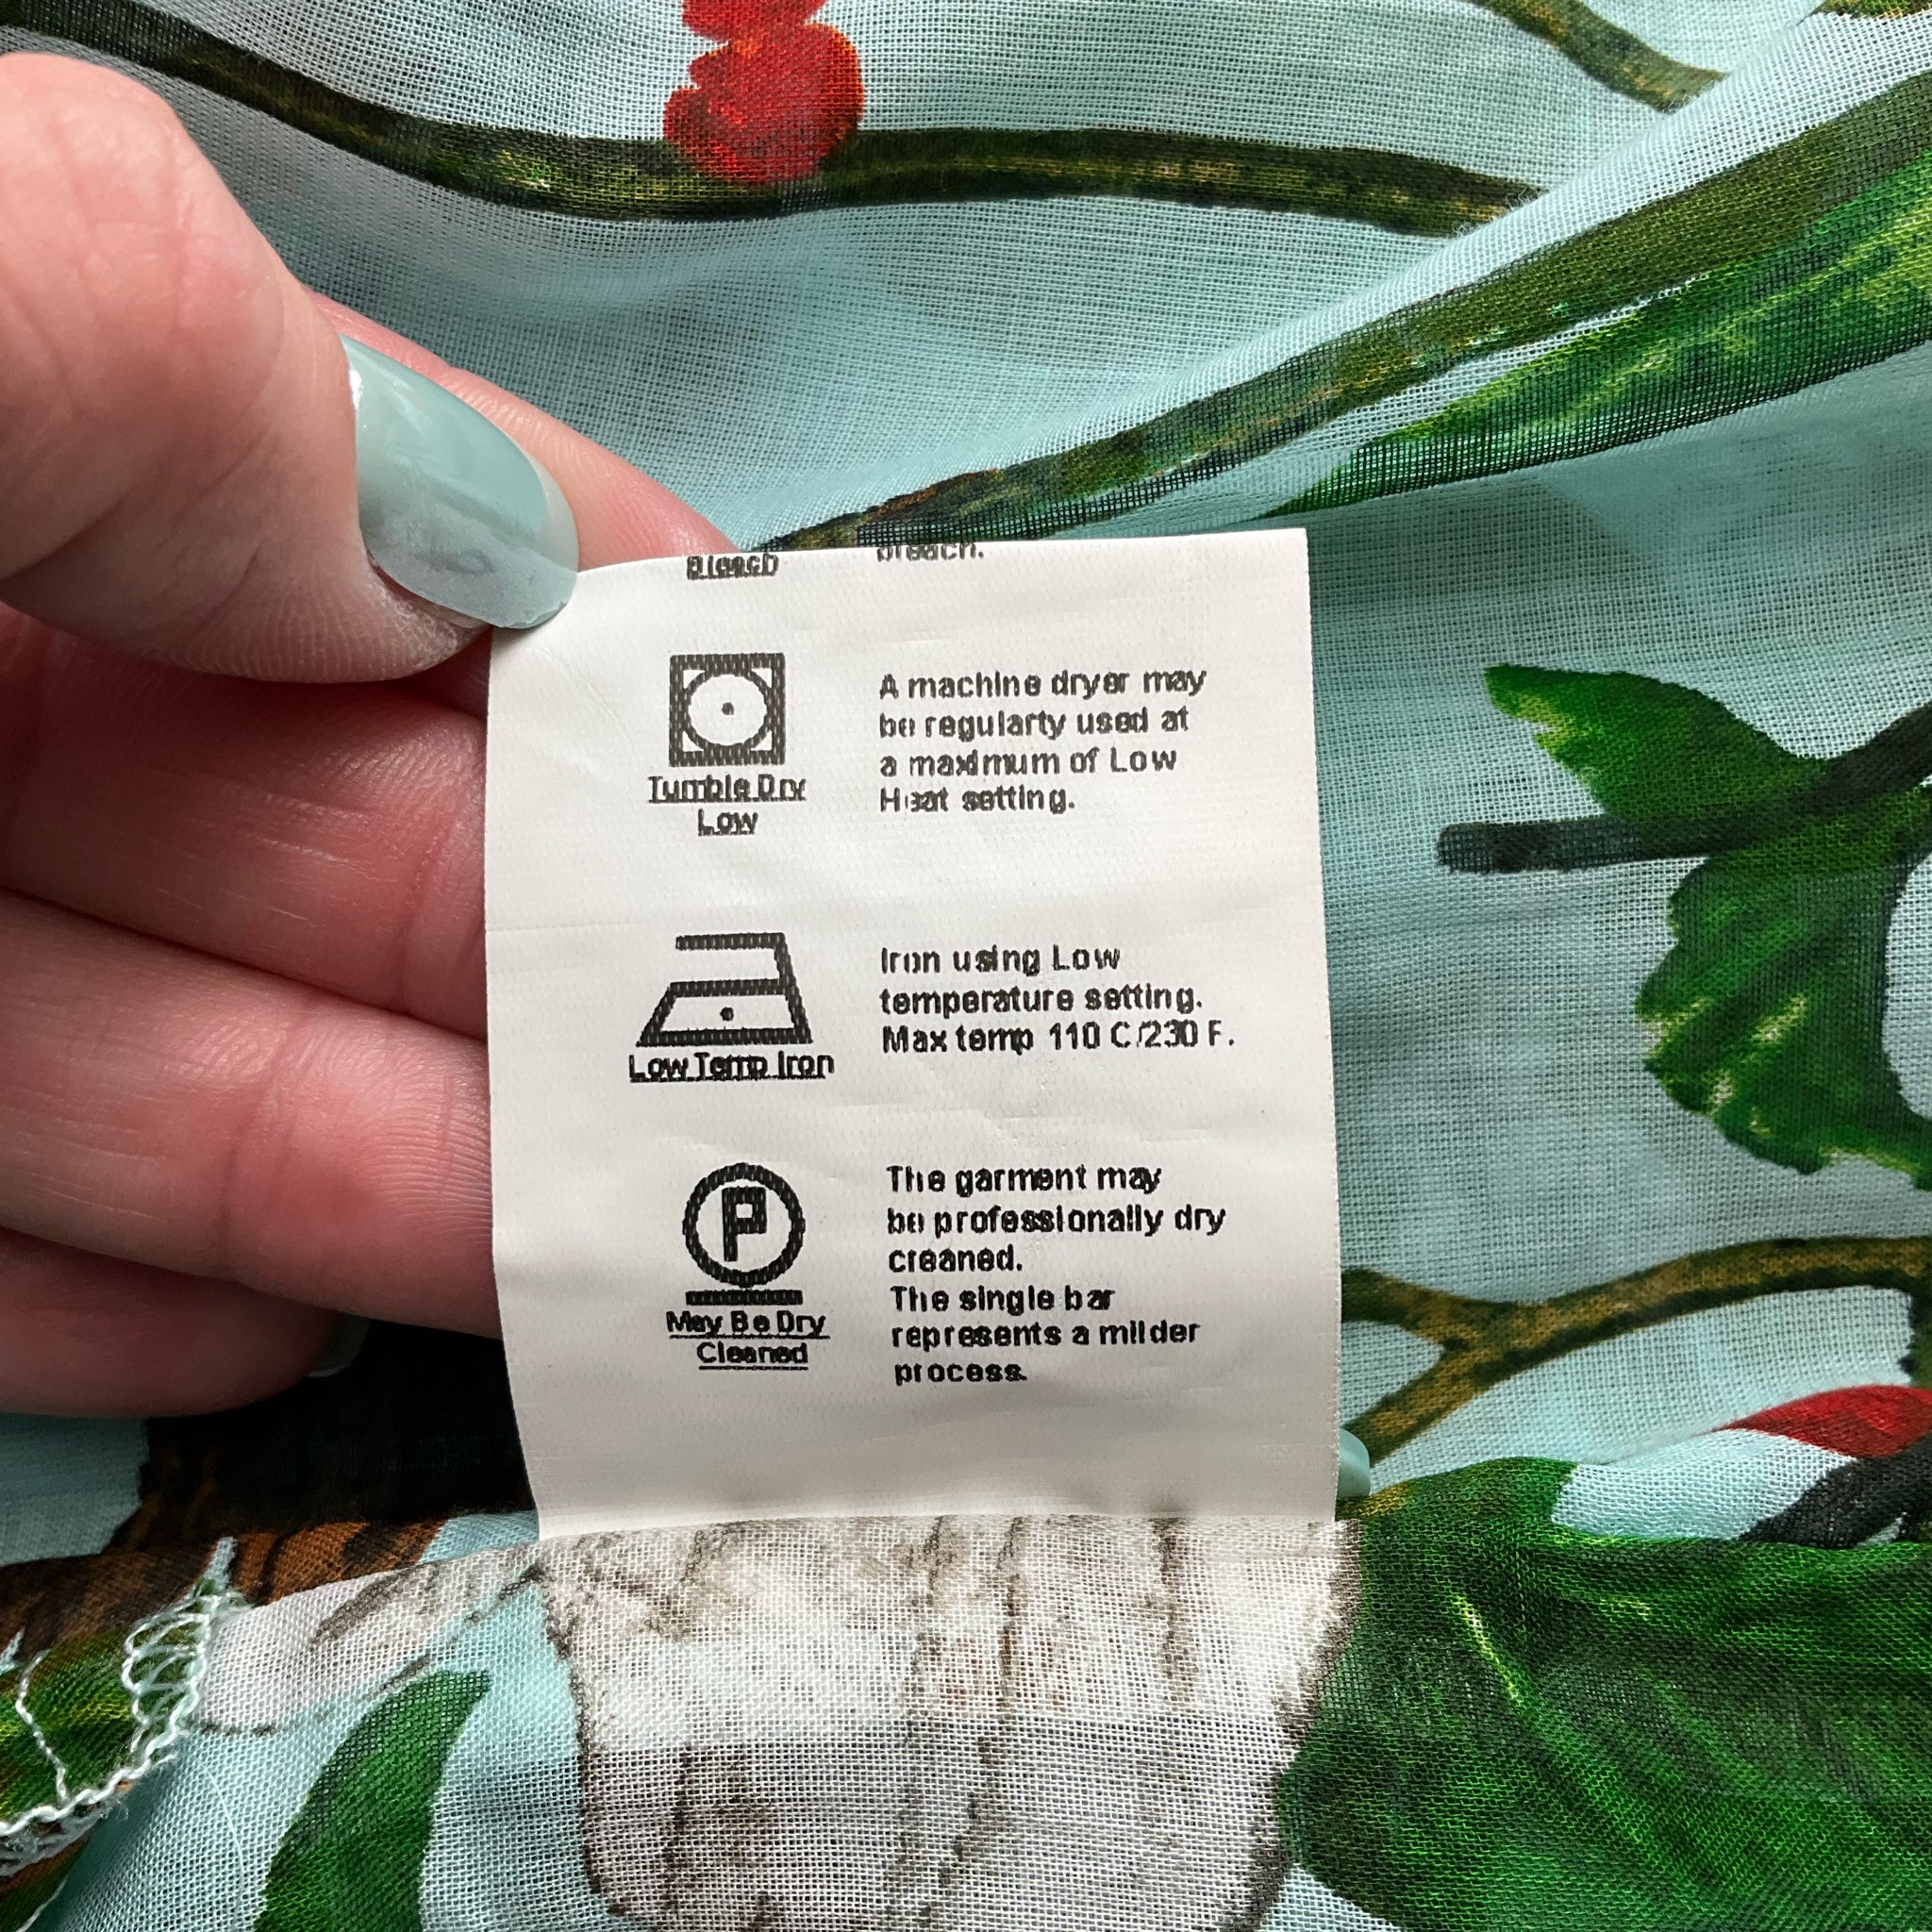 Bleach
bleach.
A machine dryer may
be regularty used at
a maximum of Low
Heat setting.
Tumble Dry
Low
Iron using Low
temperature setting.
Max temp 110 C/230 F.
Low Temp Iron
The garment may
be professionally dry
creaned.
The single bar
represents a milder
process.
P
May Be Dry
Cleaned